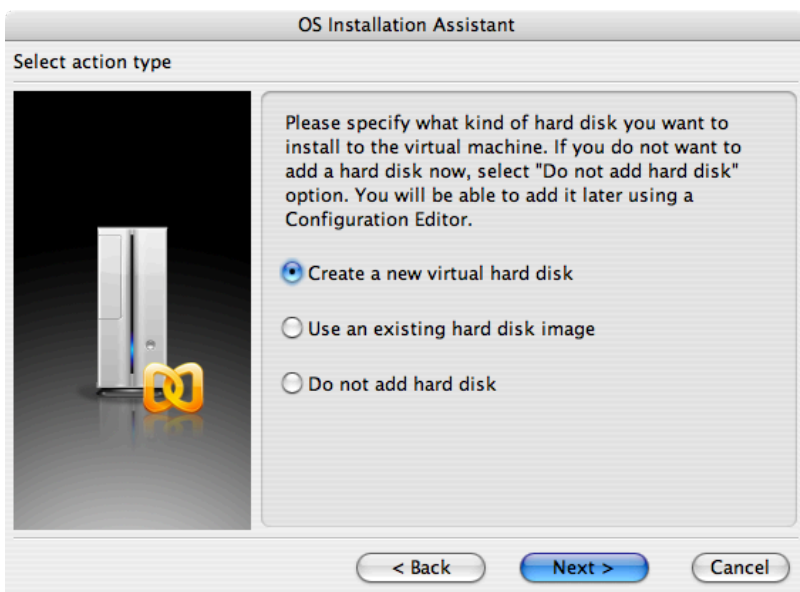 OS Installation Assistant
Select action type
Please specify what kind of hard disk you want to
install to the virtual machine. If you do not want to
add a hard disk now, select "Do not add hard disk"
option. You will be able to add it later using a
Configuration Editor.
Create a new virtual hard disk
Use an existing hard disk image
Do not add hard disk
< Back
Next >
Cancel